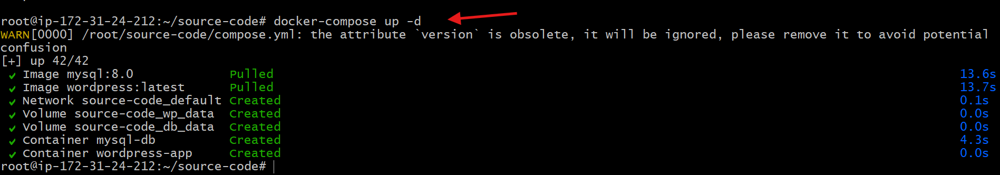 root@ip-172-31-24-212:~/source-code# docker-compose up -d
WARN[0000] /root/source-code/compose.yml: the attribute `version` is obsolete, it will be ignored, please remove it to avoid potential
confusion
[+] up 42/42
✔ Image mysql:8.0 Pulled 13.6s
✔ Image wordpress:latest Pulled 13.7s
✔ Network source-code_default Created 0.1s
✔ Volume source-code_wp_data Created 0.0s
✔ Volume source-code_db_data Created 0.0s
✔ Container mysql-db Created 4.3s
✔ Container wordpress-app Created 0.0s
root@ip-172-31-24-212:~/source-code#